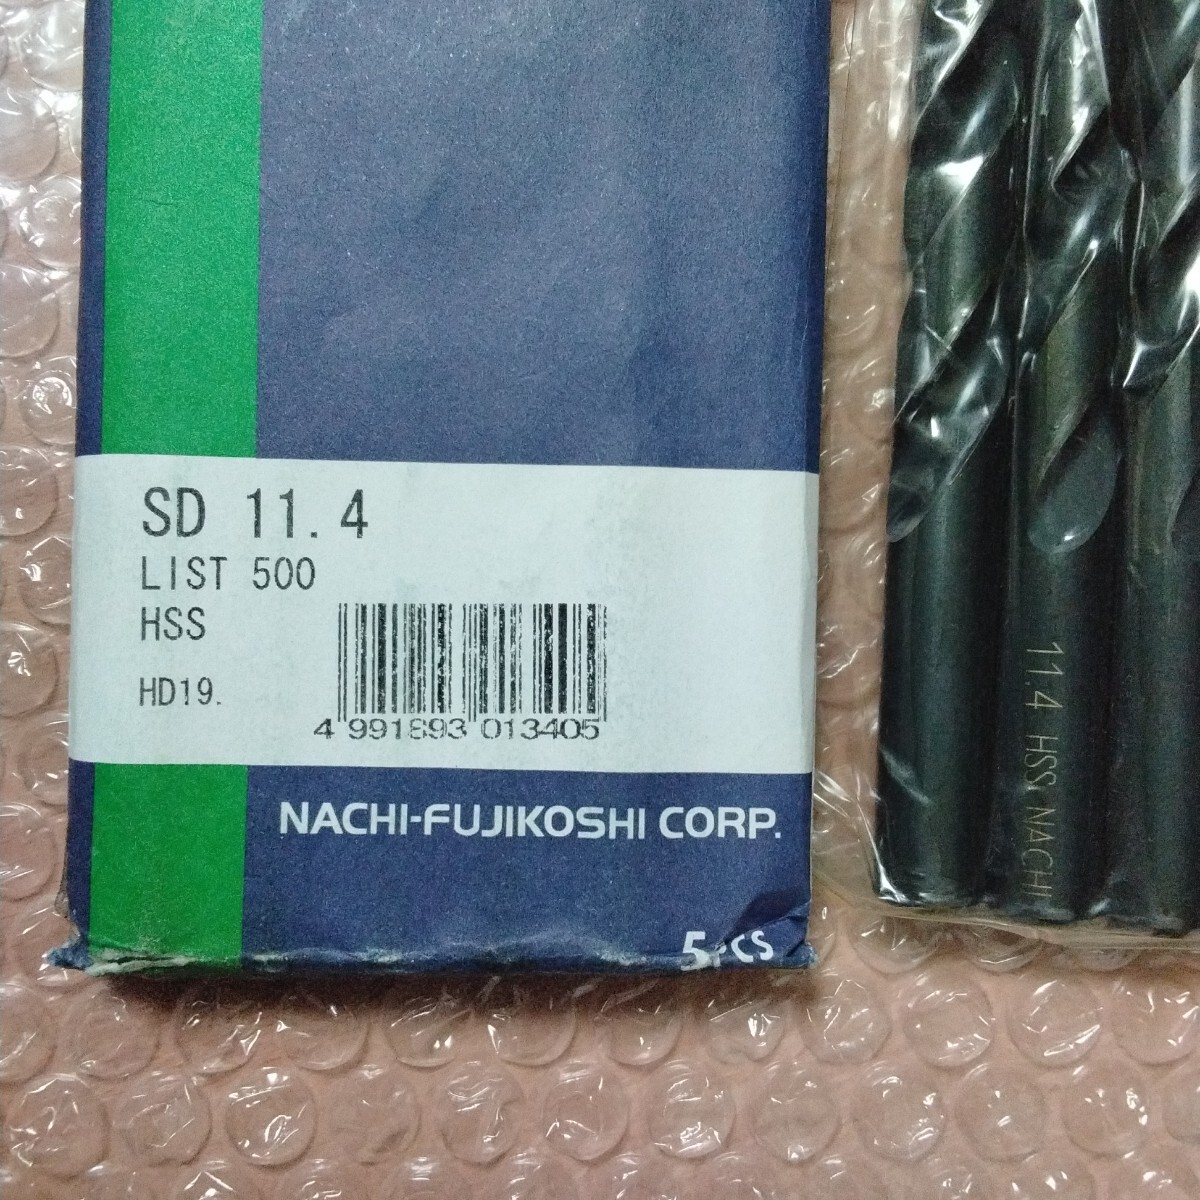 SD 11.4
LIST 500
HSS
HD19.
4 991893 013405
NACHI-FUJIKOSHI CORP.
5PCS
11.4 HSS NACHI